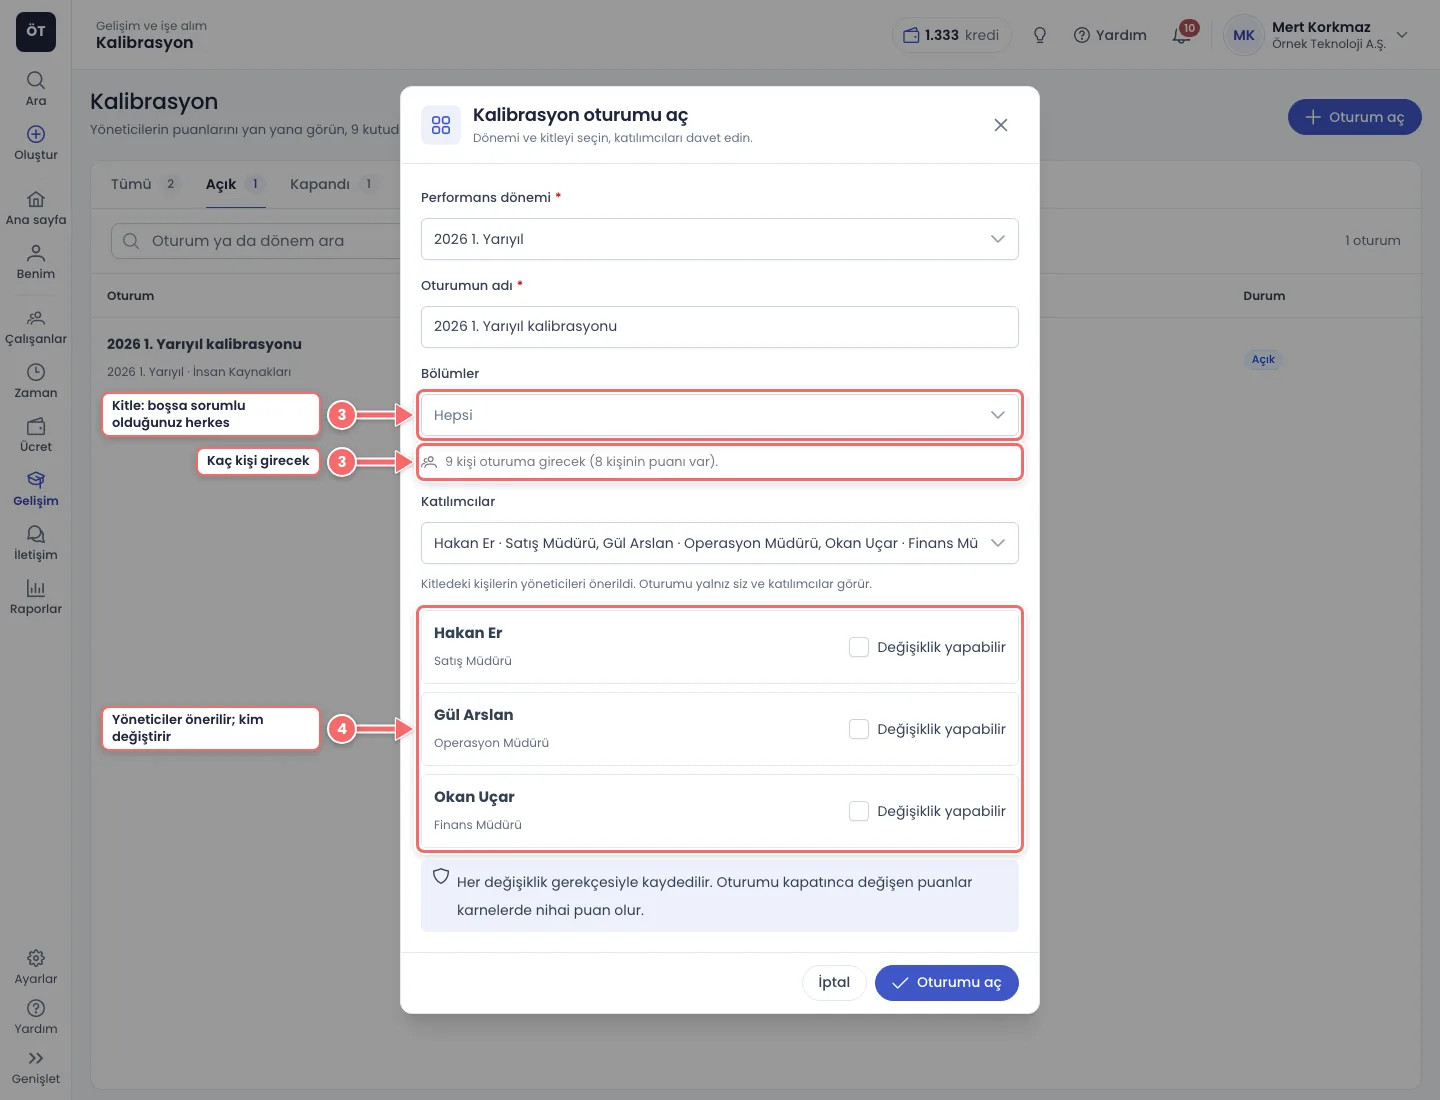 ÖT
Gelişim ve işe alım
Kalibrasyon
1.333 kredi
Yardım
10
MK
Mert Korkmaz
Örnek Teknoloji A.Ş.
Ara
Oluştur
Ana sayfa
Benim
Çalışanlar
Zaman
Ücret
Gelişim
İletişim
Raporlar
Ayarlar
Yardım
Genişlet
Kalibrasyon
Yöneticilerin puanlarını yan yana görün, 9 kutud
Oturum aç
Tümü 2
Açık 1
Kapandı 1
Oturum ya da dönem ara
1 oturum
Oturum
Durum
2026 1. Yarıyıl kalibrasyonu
2026 1. Yarıyıl · İnsan Kaynakları
Açık
Kalibrasyon oturumu aç
Dönemi ve kitleyi seçin, katılımcıları davet edin.
Performans dönemi *
2026 1. Yarıyıl
Oturumun adı *
2026 1. Yarıyıl kalibrasyonu
Bölümler
Kitle: boşsa sorumlu
olduğunuz herkes
3
Hepsi
Kaç kişi girecek
3
9 kişi oturuma girecek (8 kişinin puanı var).
Katılımcılar
Hakan Er · Satış Müdürü, Gül Arslan · Operasyon Müdürü, Okan Uçar · Finans Mü
Kitledeki kişilerin yöneticileri önerildi. Oturumu yalnız siz ve katılımcılar görür.
Hakan Er
Satış Müdürü
Değişiklik yapabilir
Yöneticiler önerilir; kim
değiştirir
4
Gül Arslan
Operasyon Müdürü
Değişiklik yapabilir
Okan Uçar
Finans Müdürü
Değişiklik yapabilir
Her değişiklik gerekçesiyle kaydedilir. Oturumu kapatınca değişen puanlar
karnelerde nihai puan olur.
İptal
Oturumu aç